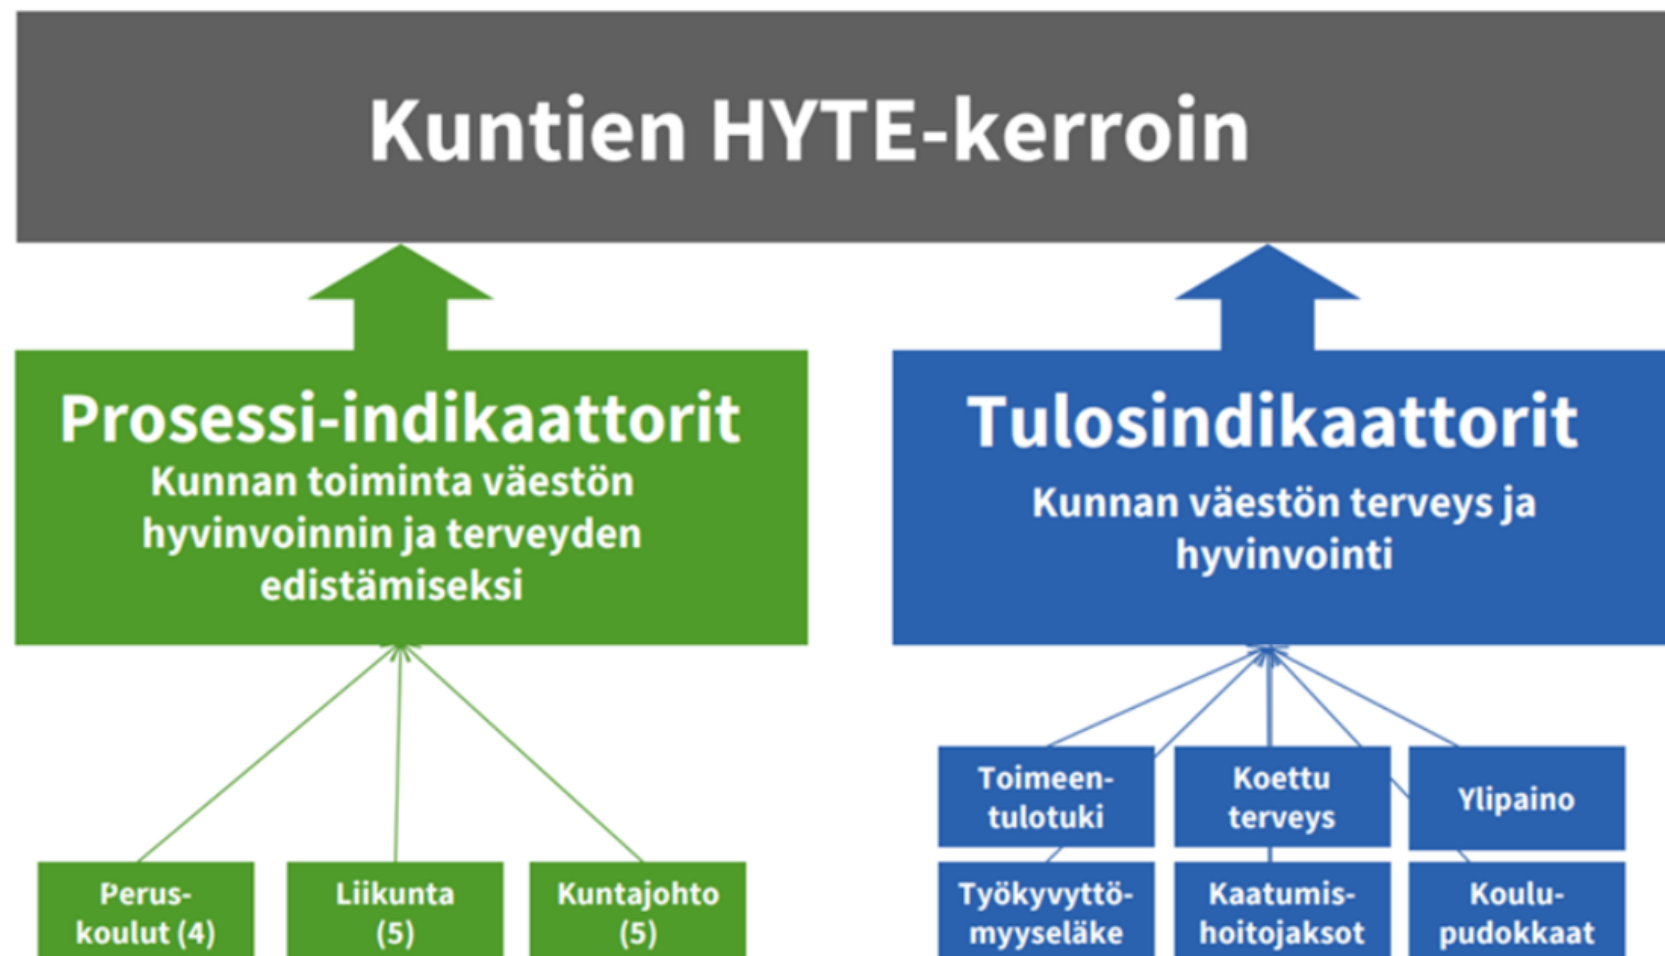 Kuntien HYTE-kerroin
Prosessi-indikaattorit
Kunnan toiminta väestön
hyvinvoinnin ja terveyden
edistämiseksi
Tulosindikaattorit
Kunnan väestön terveys ja
hyvinvointi
Toimeen-
tulotuki
Koettu
terveys
Ylipaino
Perus-
koulut (4)
Liikunta
(5)
Kuntajohto
(5)
Työkyvyttö-
myyseläke
Kaatumis-
hoitojaksot
Koulu-
pudokkaat